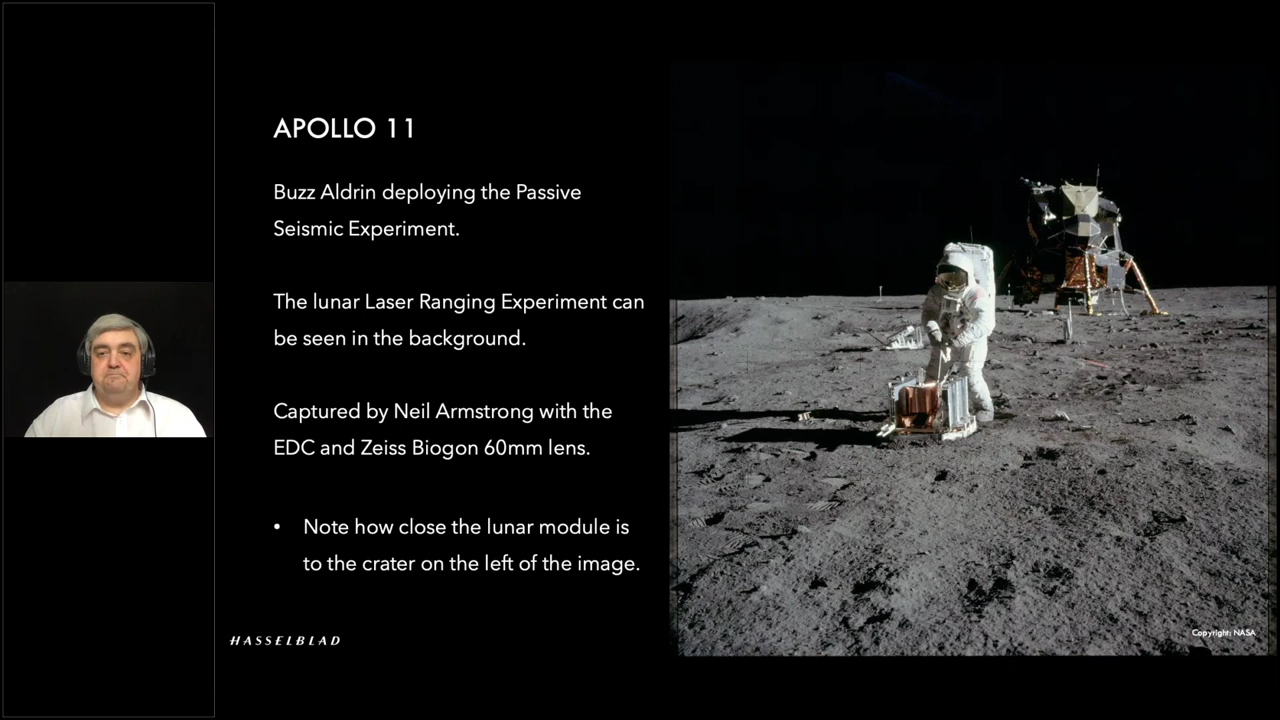 APOLLO 11
Buzz Aldrin deploying the Passive
Seismic Experiment.
The lunar Laser Ranging Experiment can
be seen in the background.
Captured by Neil Armstrong with the
EDC and Zeiss Biogon 60mm lens.
• Note how close the lunar module is
to the crater on the left of the image.
HASSELBLAD
Copyright: NASA